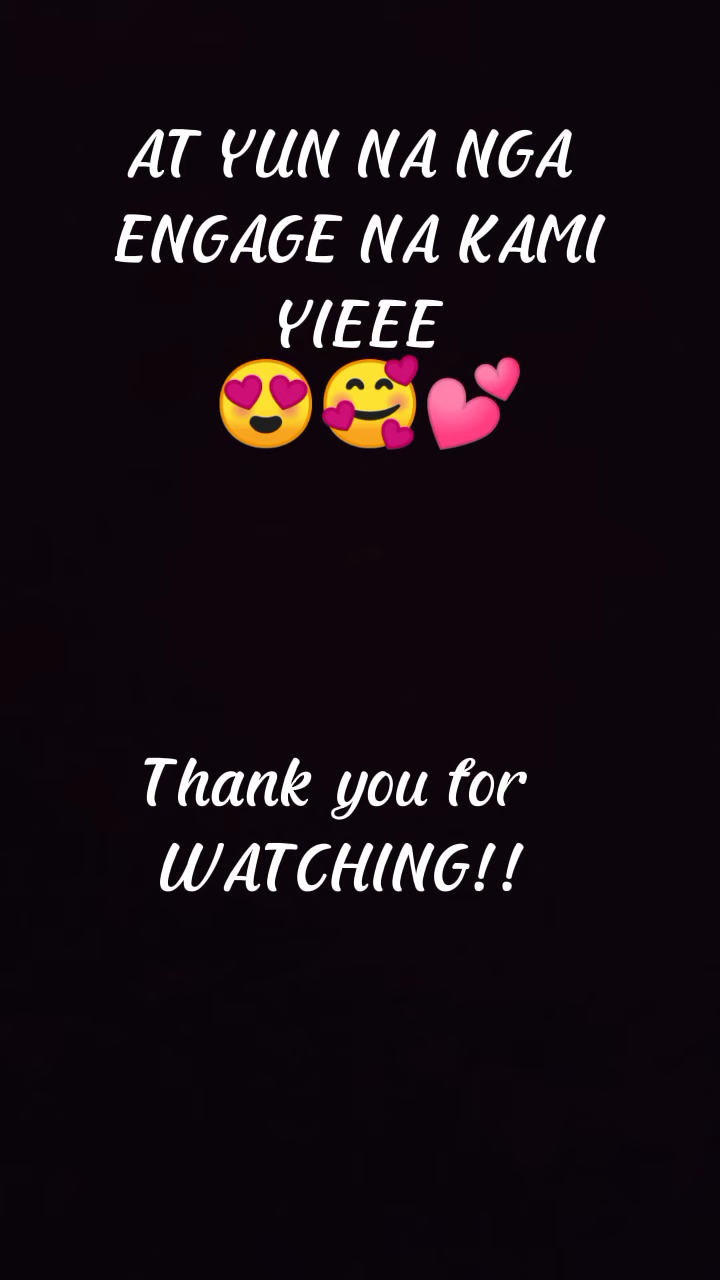 AT YUN NA NGA
ENGAGE NA KAMI
YIEEE
😍🥰💕
Thank you for
WATCHING!!